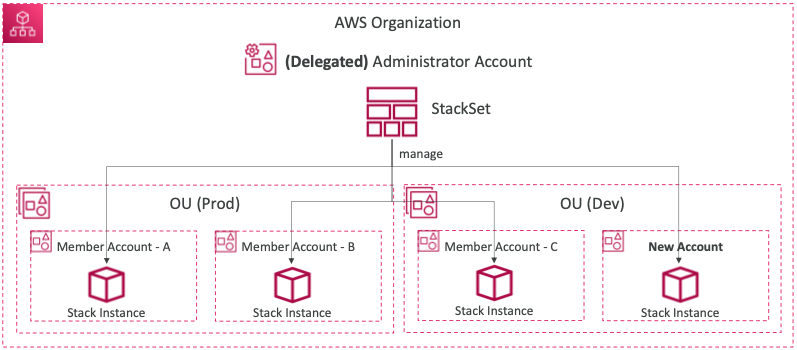 AWS Organization
(Delegated) Administrator Account
StackSet
manage
OU (Prod)
OU (Dev)
Member Account - A
Member Account - B
Member Account - C
New Account
Stack Instance
Stack Instance
Stack Instance
Stack Instance